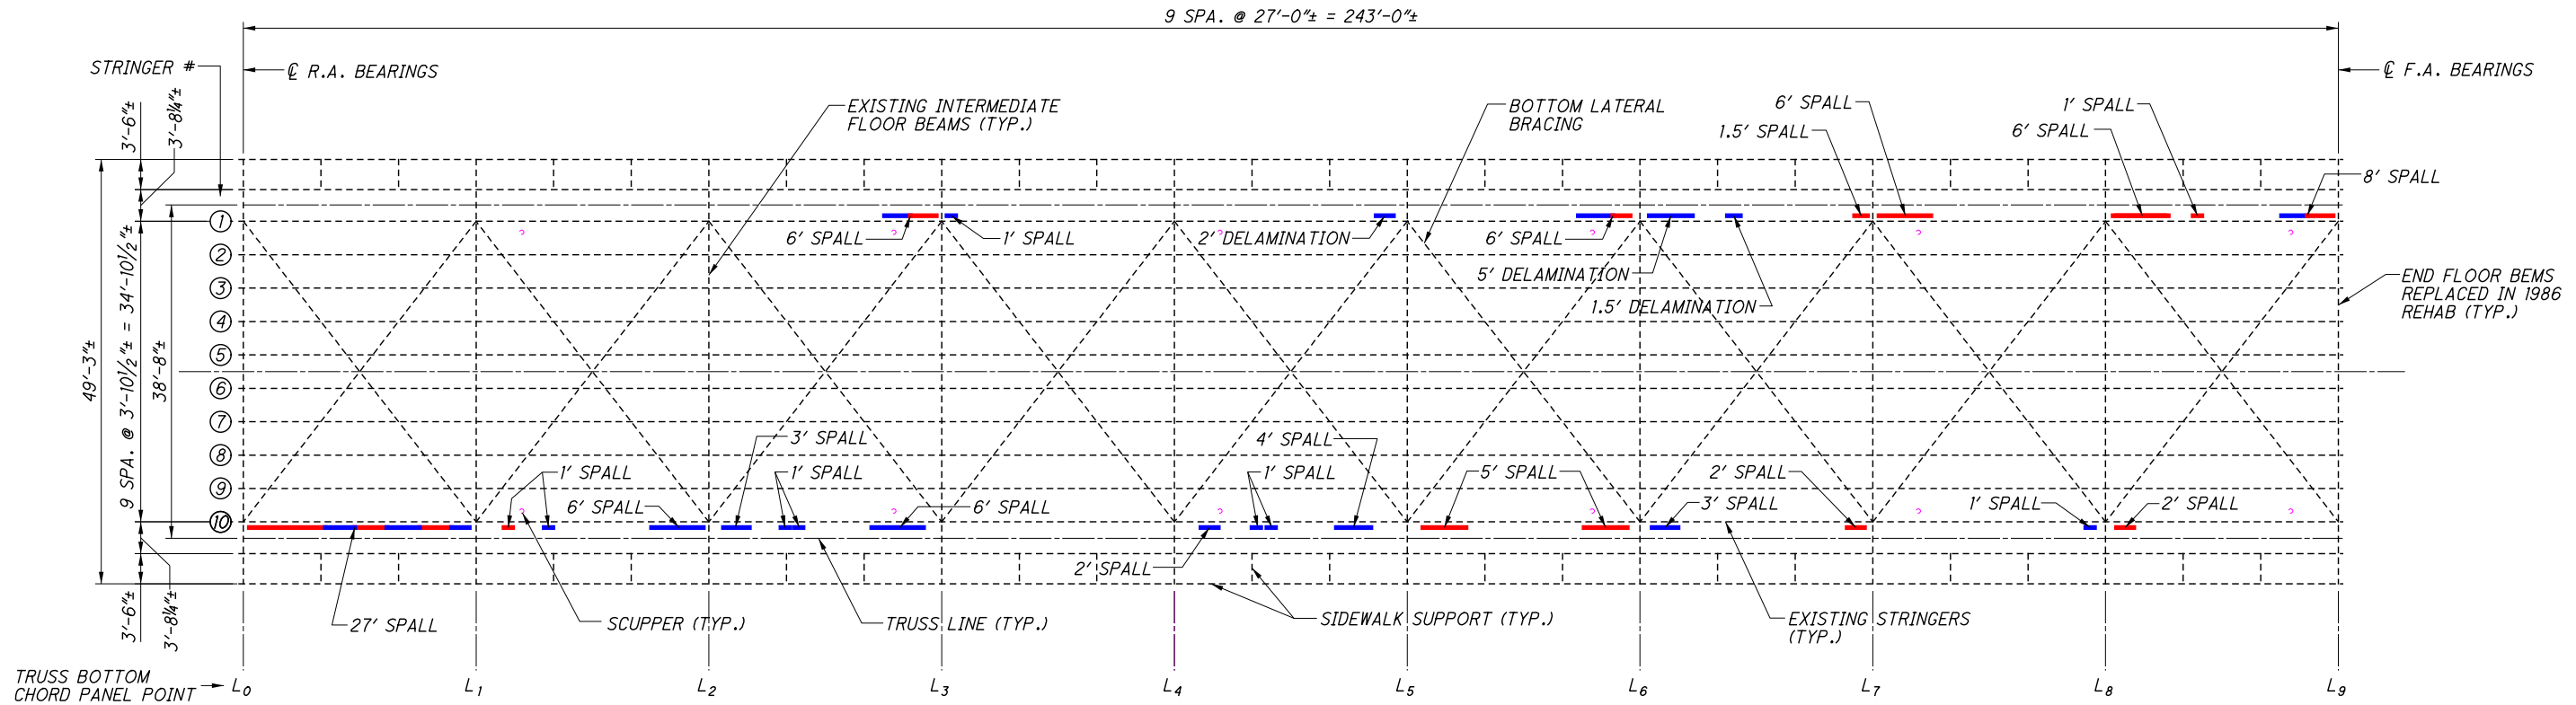 9 SPA. @ 27'-0"± = 243'-0"±
STRINGER #
℄ R.A. BEARINGS
℄ F.A. BEARINGS
EXISTING INTERMEDIATE
FLOOR BEAMS (TYP.)
BOTTOM LATERAL
BRACING
6' SPALL
1.5' SPALL
1' SPALL
6' SPALL
8' SPALL
3'-6"±
3'-8¼"±
49'-3"±
9 SPA. @ 3'-10½"± = 34'-10½"±
38'-8"±
3'-6"±
3'-8¼"±
1
2
3
4
5
6
7
8
9
10
6' SPALL
1' SPALL
2' DELAMINATION
6' SPALL
5' DELAMINATION
1.5' DELAMINATION
END FLOOR BEMS
REPLACED IN 1986
REHAB (TYP.)
3' SPALL
4' SPALL
1' SPALL
1' SPALL
1' SPALL
5' SPALL
2' SPALL
6' SPALL
6' SPALL
3' SPALL
1' SPALL
2' SPALL
2' SPALL
27' SPALL
SCUPPER (TYP.)
TRUSS LINE (TYP.)
SIDEWALK SUPPORT (TYP.)
EXISTING STRINGERS
(TYP.)
TRUSS BOTTOM
CHORD PANEL POINT
L0
L1
L2
L3
L4
L5
L6
L7
L8
L9